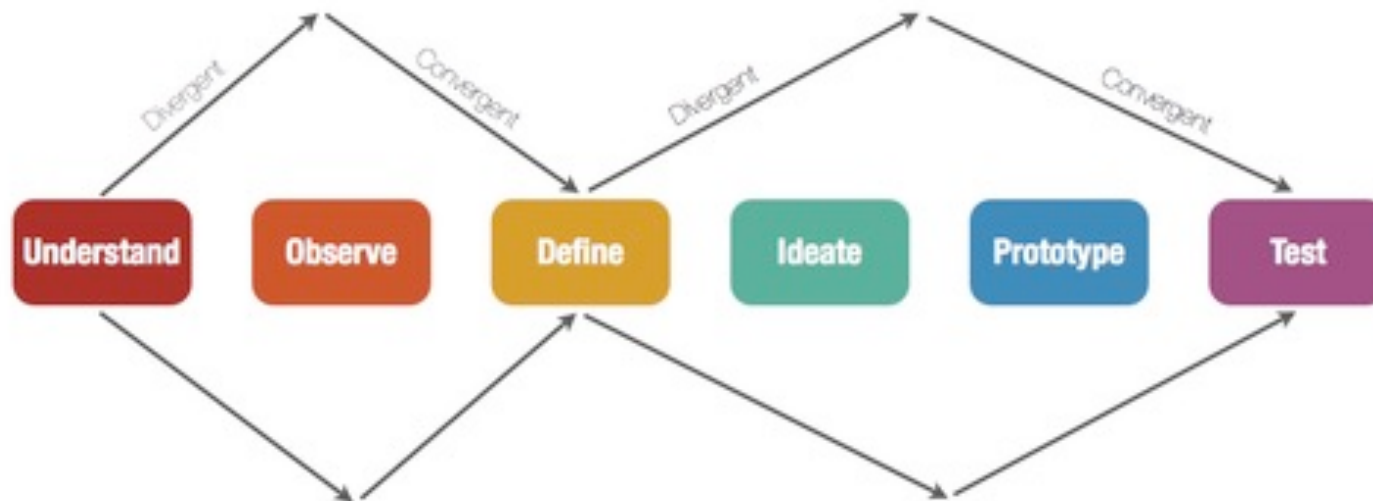 Divergent
Convergent
Divergent
Convergent
Understand
Observe
Define
Ideate
Prototype
Test